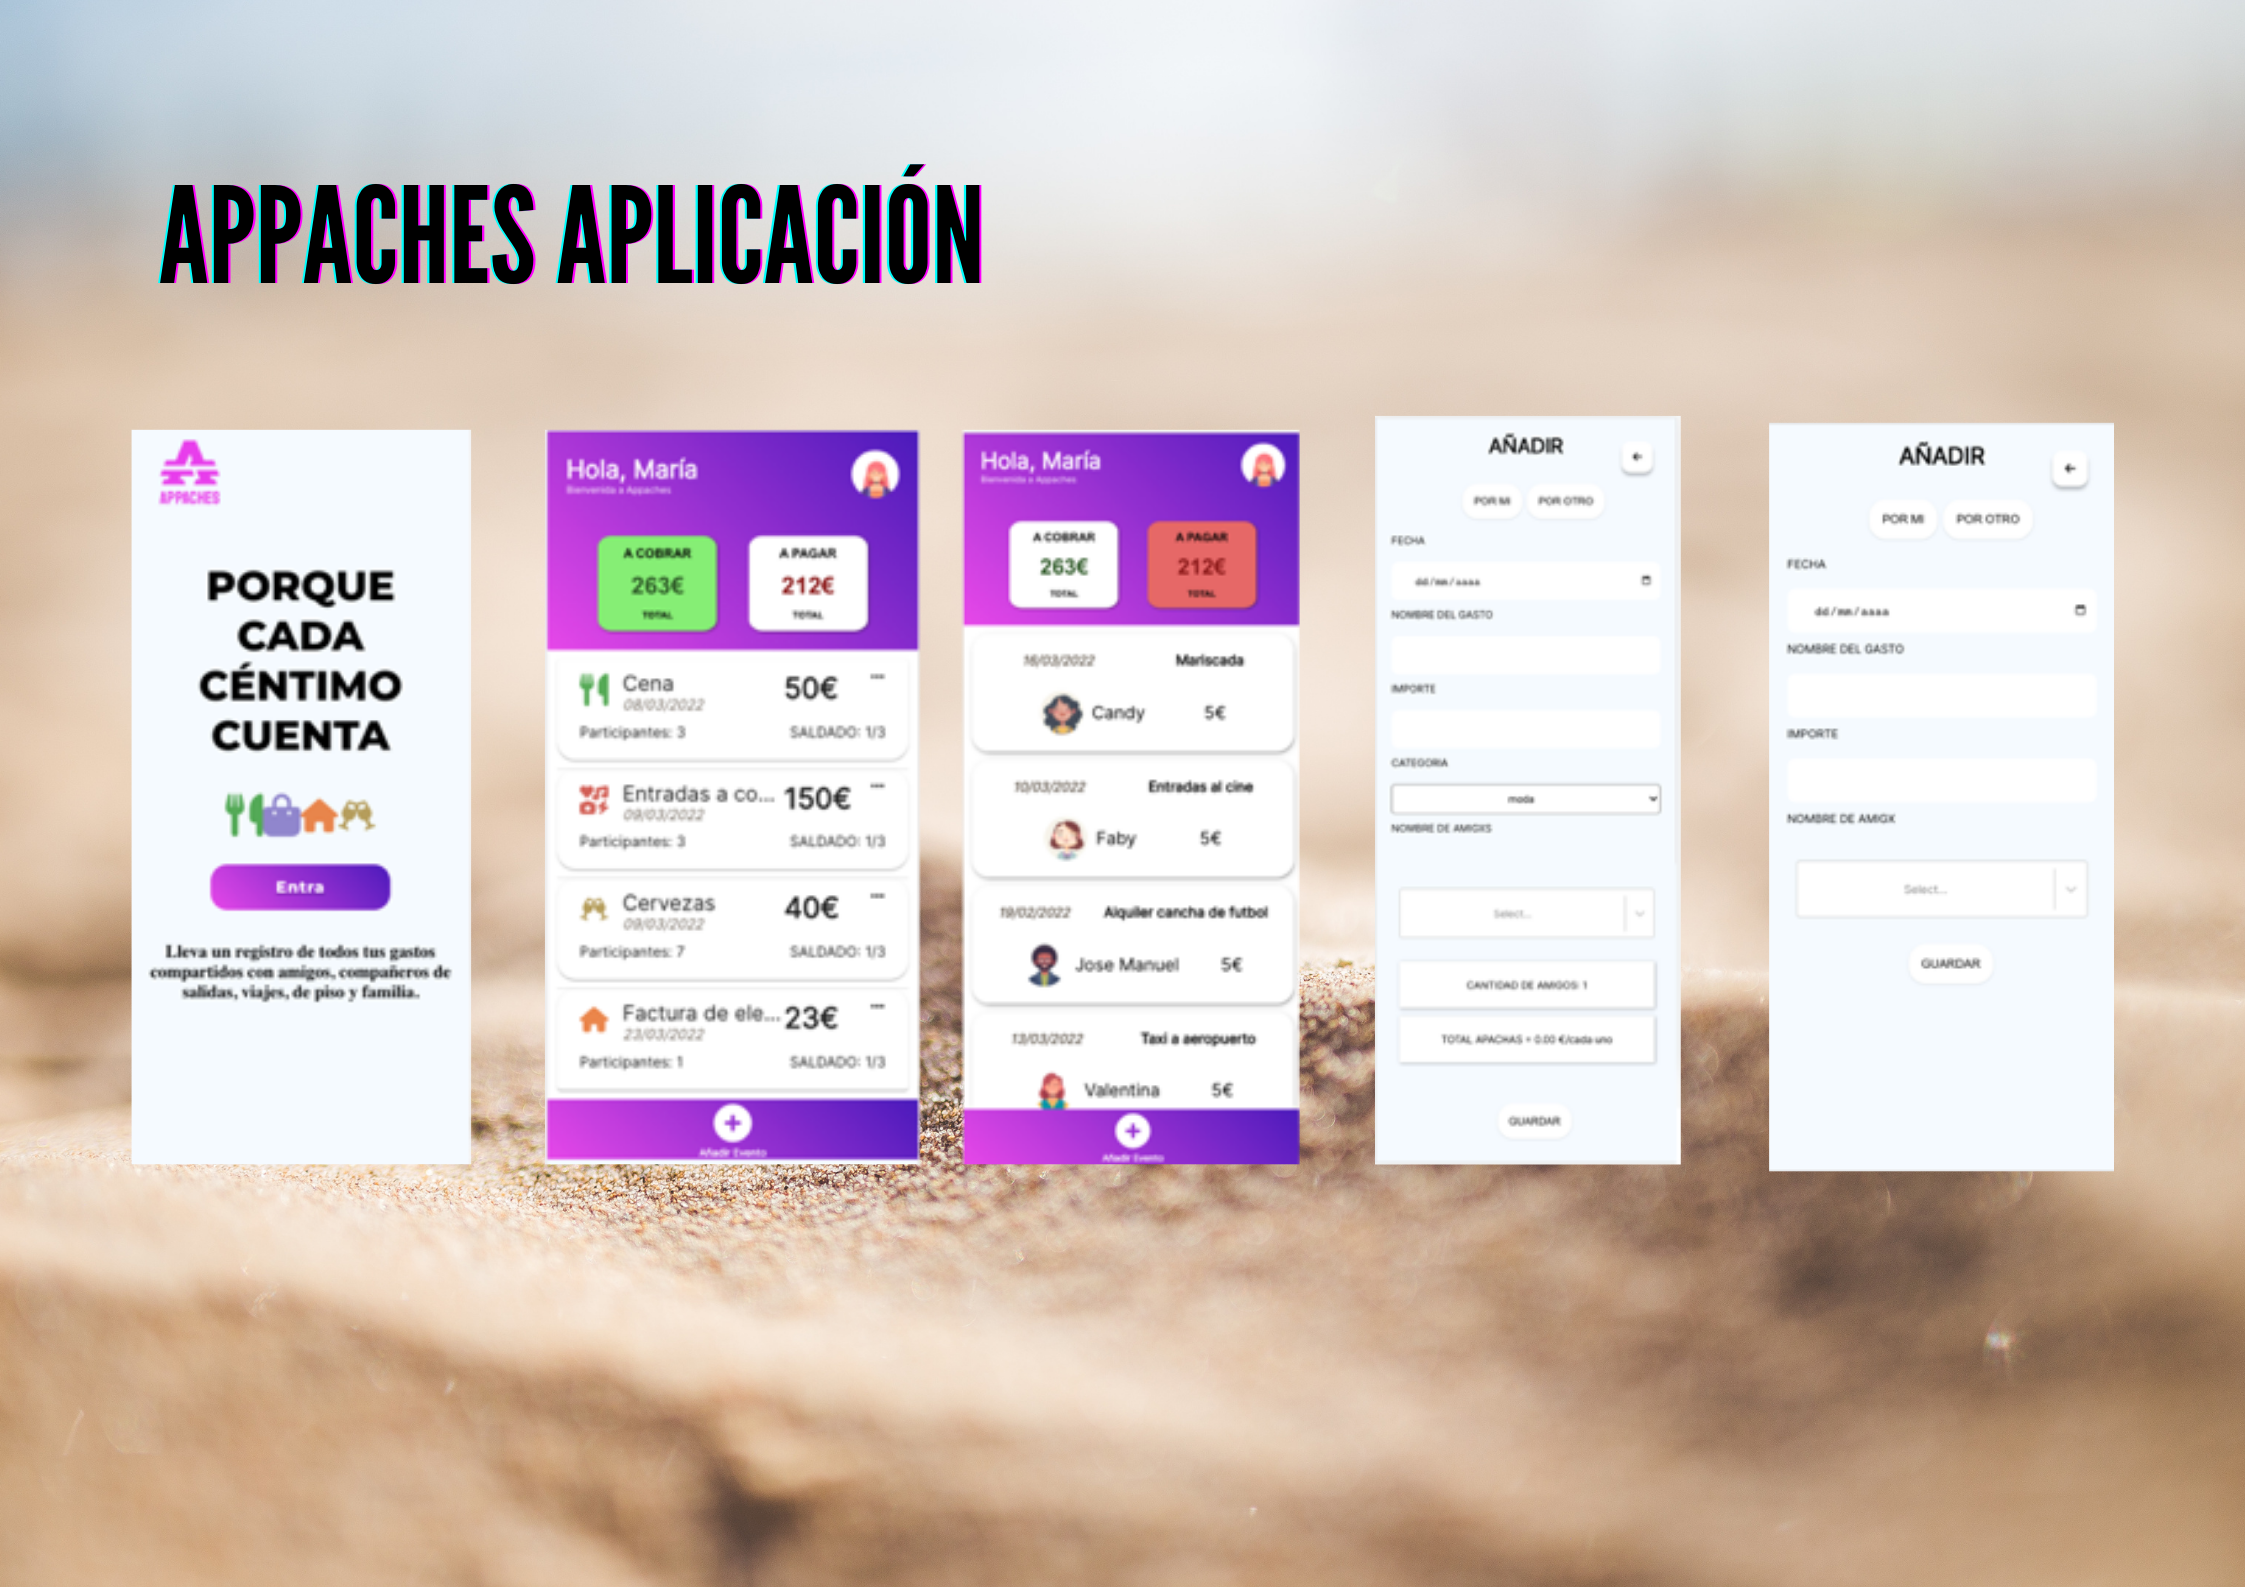 APPACHES APLICACIÓN
APPACHES
PORQUE
CADA
CÉNTIMO
CUENTA
Entra
Lleva un registro de todos tus gastos
compartidos con amigos, compañeros de
salidas, viajes, de piso y familia.
Hola, María
Bienvenida a Appaches
A COBRAR
263€
TOTAL
A PAGAR
212€
TOTAL
Cena 50€ ...
08/03/2022
Participantes: 3 SALDADO: 1/3
Entradas a co... 150€ ...
09/03/2022
Participantes: 3 SALDADO: 1/3
Cervezas 40€ ...
09/03/2022
Participantes: 7 SALDADO: 1/3
Factura de ele... 23€ ...
23/03/2022
Participantes: 1 SALDADO: 1/3
Añadir Evento
Hola, María
Bienvenida a Appaches
A COBRAR
263€
TOTAL
A PAGAR
212€
TOTAL
16/03/2022 Mariscada
Candy 5€
10/03/2022 Entradas al cine
Faby 5€
19/02/2022 Alquiler cancha de futbol
Jose Manuel 5€
13/03/2022 Taxi a aeropuerto
Valentina 5€
Añadir Evento
AÑADIR
POR MI POR OTRO
FECHA
dd/mm/aaaa
NOMBRE DEL GASTO
IMPORTE
CATEGORIA
moda
NOMBRE DE AMIGXS
Select...
CANTIDAD DE AMIGOS: 1
TOTAL APACHAS = 0.00 €/cada uno
GUARDAR
AÑADIR
POR MI POR OTRO
FECHA
dd/mm/aaaa
NOMBRE DEL GASTO
IMPORTE
NOMBRE DE AMIGX
Select...
GUARDAR